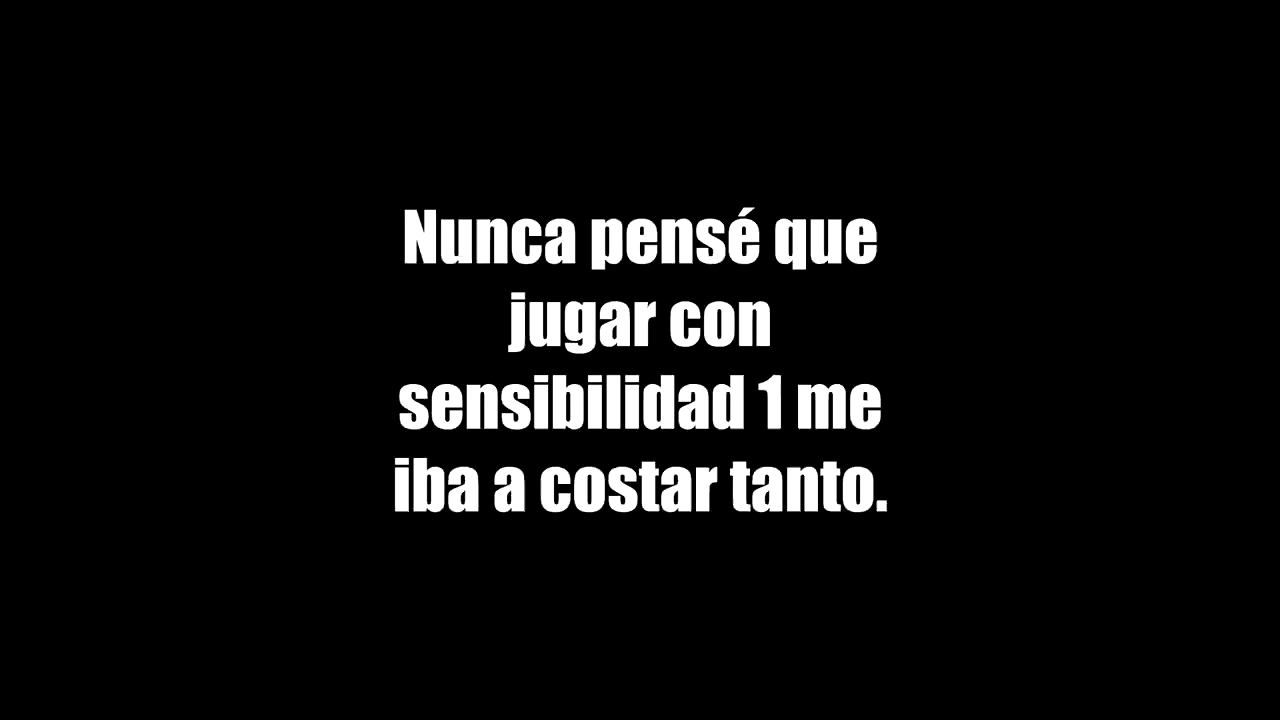 Nunca pensé que
jugar con
sensibilidad 1 me
iba a costar tanto.